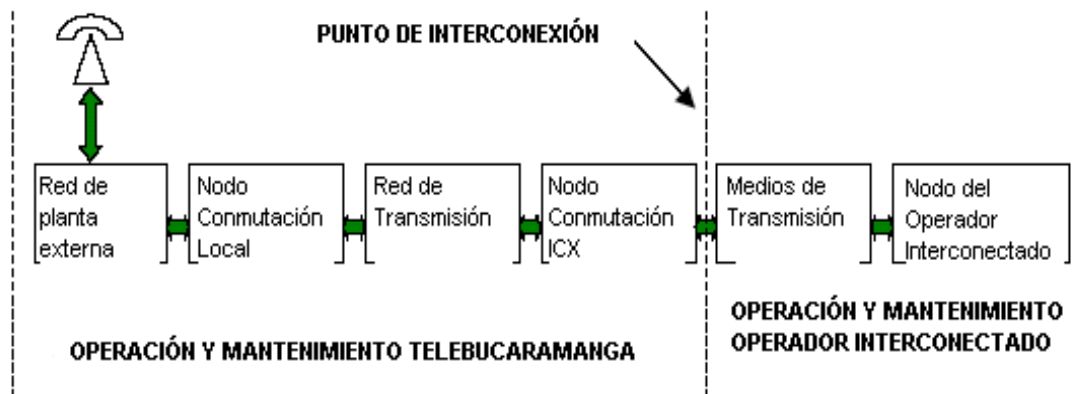 PUNTO DE INTERCONEXIÓN
Red de
planta
externa
Nodo
Conmutación
Local
Red de
Transmisión
Nodo
Conmutación
ICX
Medios de
Transmisión
Nodo del
Operador
Interconectado
OPERACIÓN Y MANTENIMIENTO TELEBUCARAMANGA
OPERACIÓN Y MANTENIMIENTO
OPERADOR INTERCONECTADO